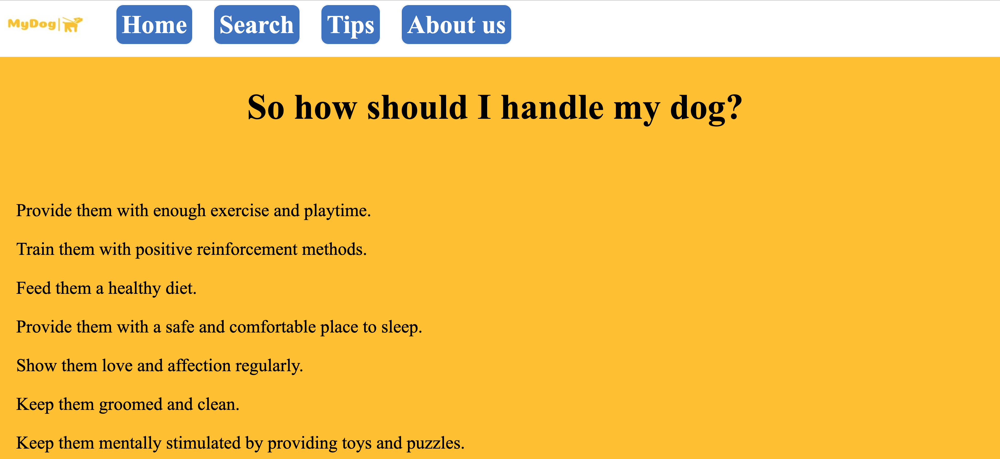 MyDog
Home Search Tips About us
So how should I handle my dog?
Provide them with enough exercise and playtime.
Train them with positive reinforcement methods.
Feed them a healthy diet.
Provide them with a safe and comfortable place to sleep.
Show them love and affection regularly.
Keep them groomed and clean.
Keep them mentally stimulated by providing toys and puzzles.